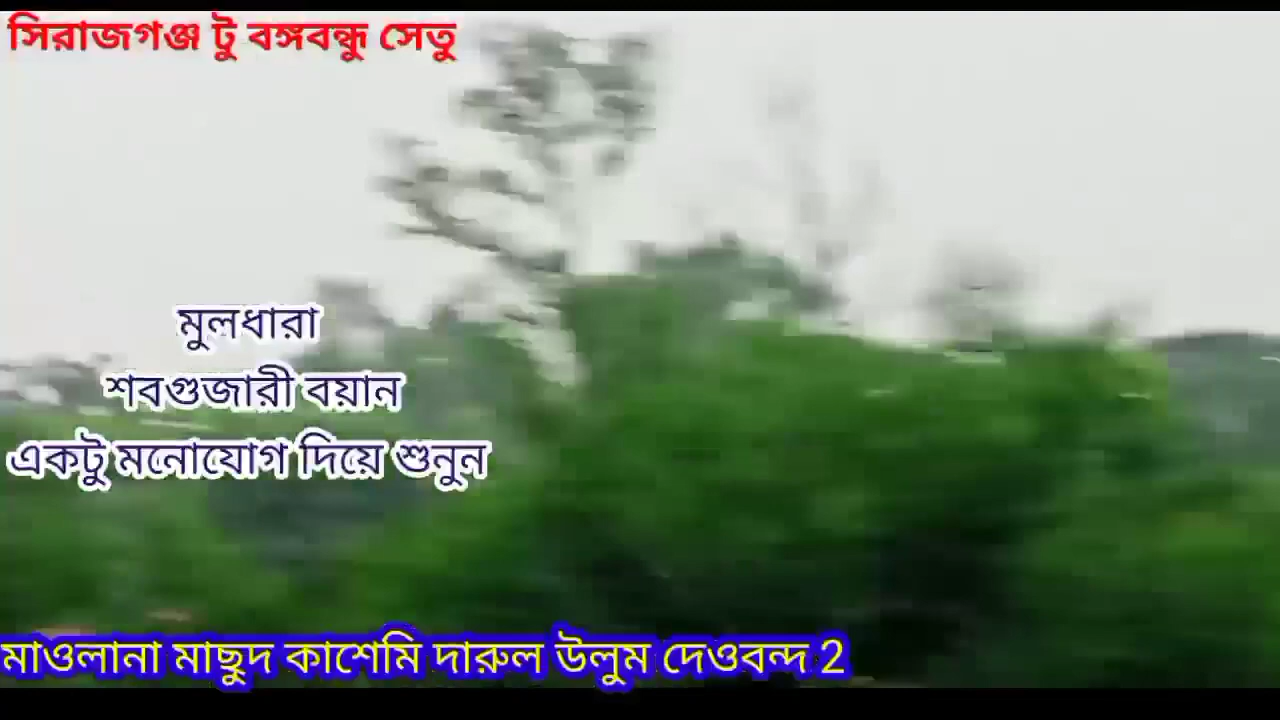 সিরাজগঞ্জ টু বঙ্গবন্ধু সেতু
মুলধারা
শবগুজারী বয়ান
একটু মনোযোগ দিয়ে শুনুন
মাওলানা মাছুদ কাশেমি দারুল উলুম দেওবন্দ 2